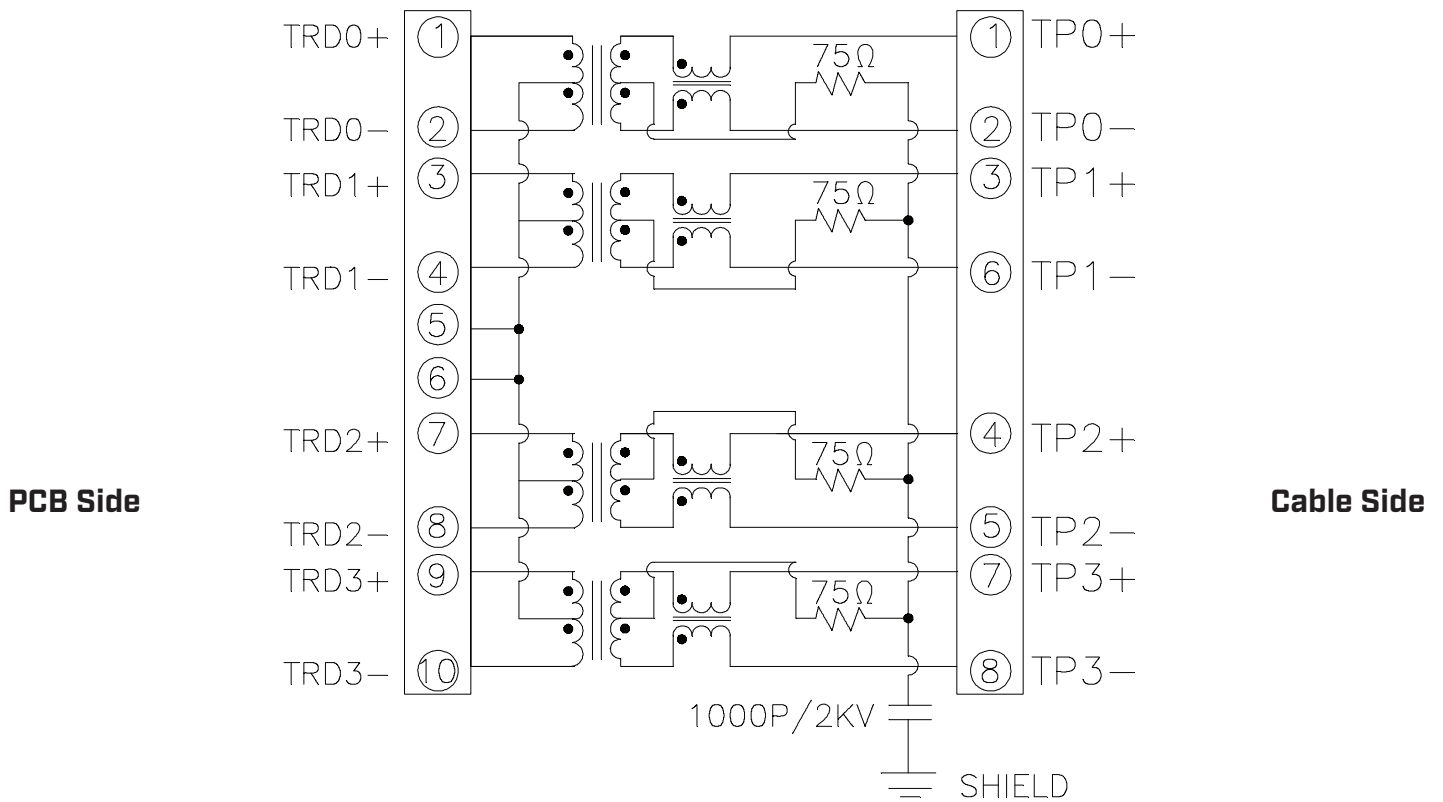 TRD0+ 1 75Ω 1 TP0+
TRD0- 2 2 TP0-
TRD1+ 3 75Ω 3 TP1+
TRD1- 4 6 TP1-
5
6
TRD2+ 7 75Ω 4 TP2+
PCB Side Cable Side
TRD2- 8 5 TP2-
TRD3+ 9 75Ω 7 TP3+
TRD3- 10 8 TP3-
1000P/2KV
SHIELD